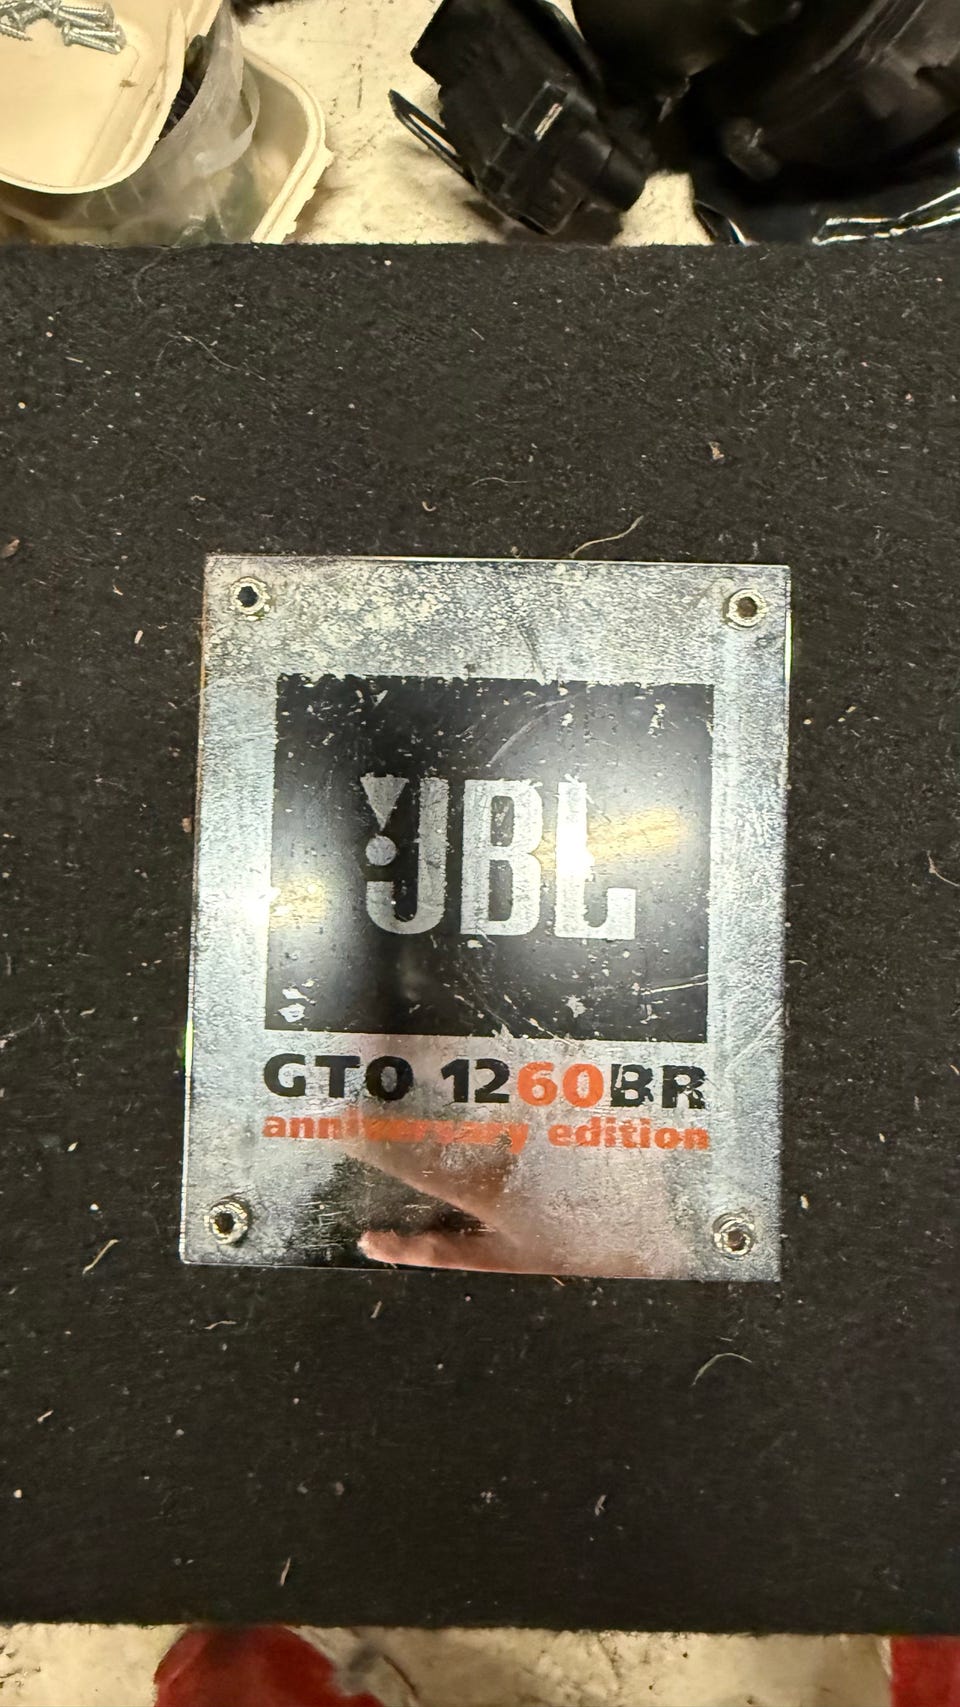 JBL
GTO 1260BR
anniversary edition